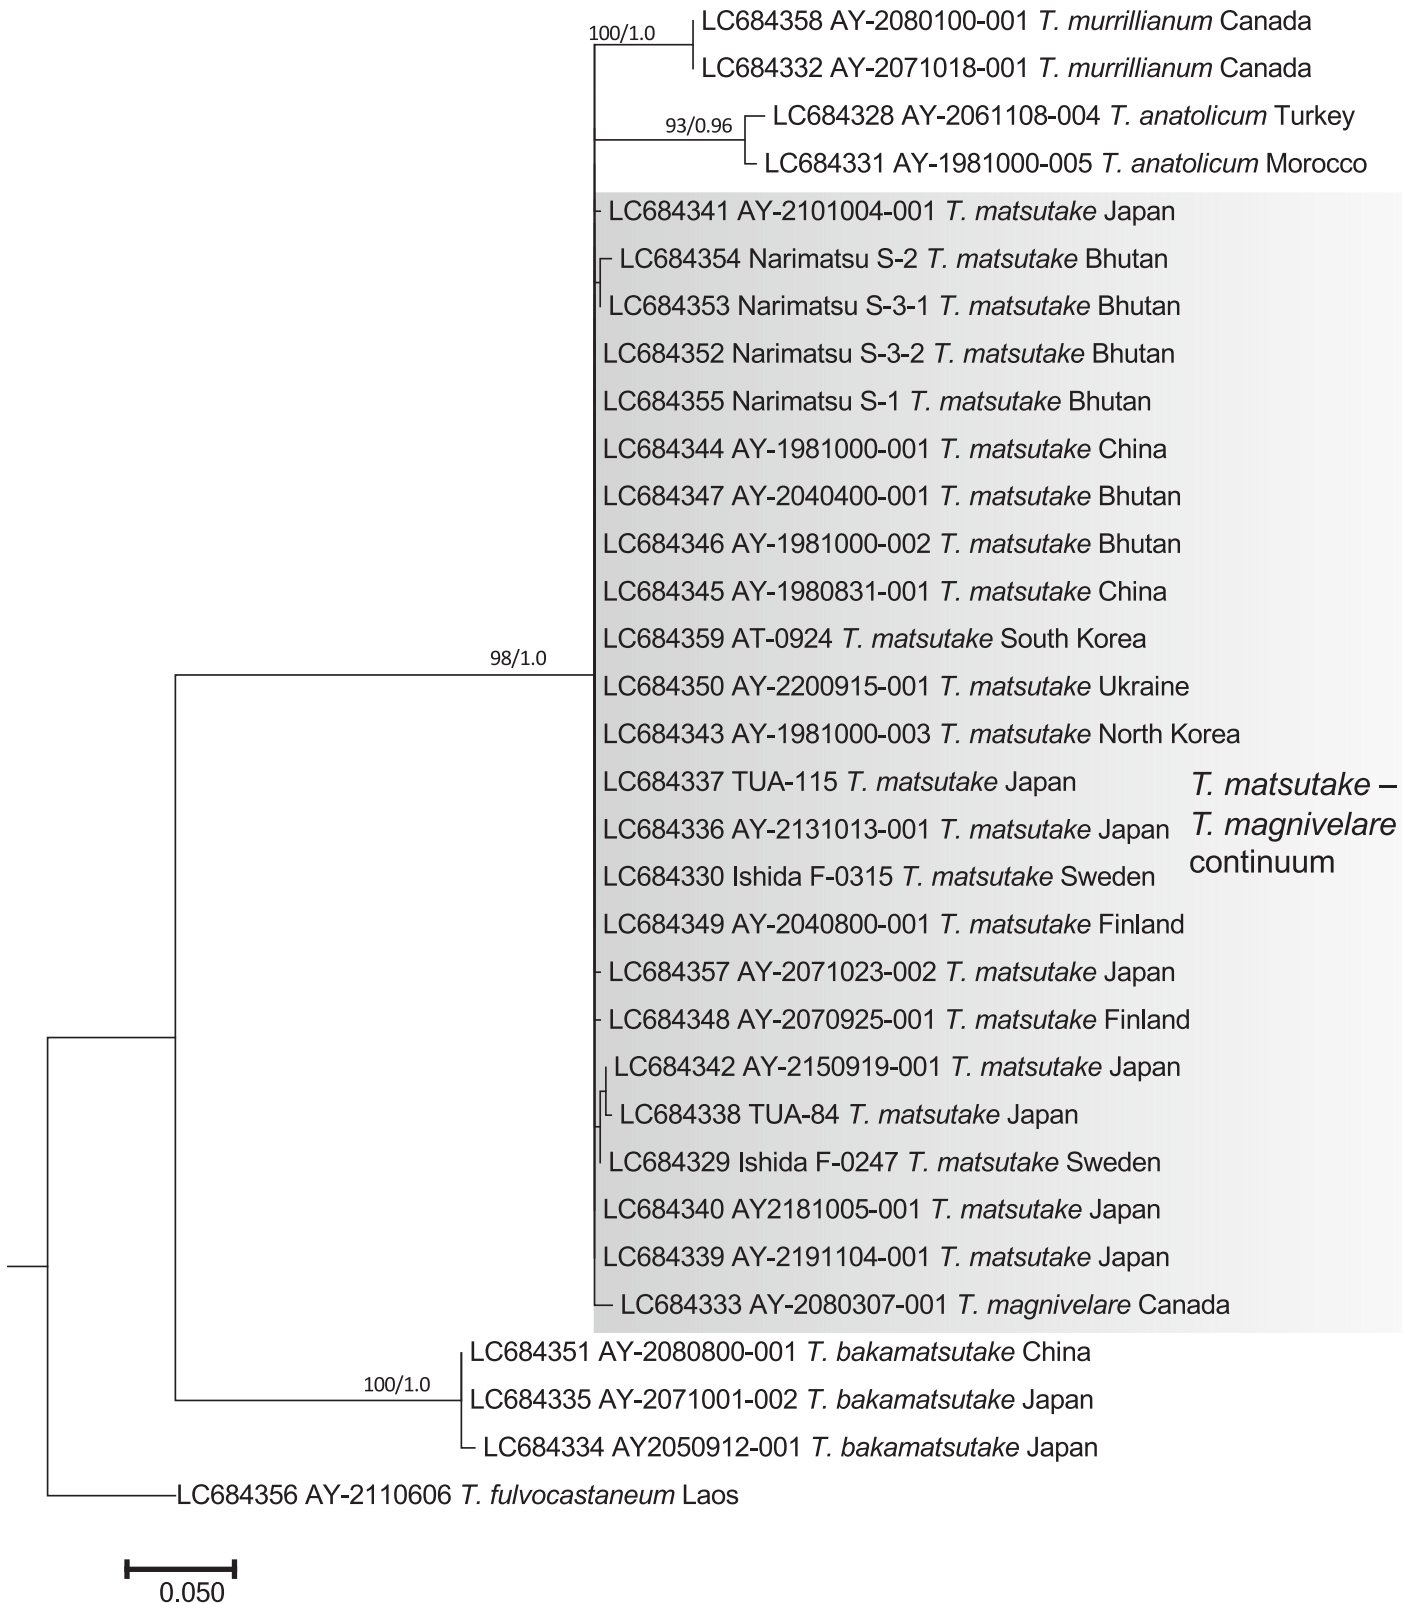 LC684358 AY-2080100-001 T. murrillianum Canada
100/1.0
LC684332 AY-2071018-001 T. murrillianum Canada
LC684328 AY-2061108-004 T. anatolicum Turkey
93/0.96
LC684331 AY-1981000-005 T. anatolicum Morocco
LC684341 AY-2101004-001 T. matsutake Japan
LC684354 Narimatsu S-2 T. matsutake Bhutan
LC684353 Narimatsu S-3-1 T. matsutake Bhutan
LC684352 Narimatsu S-3-2 T. matsutake Bhutan
LC684355 Narimatsu S-1 T. matsutake Bhutan
LC684344 AY-1981000-001 T. matsutake China
LC684347 AY-2040400-001 T. matsutake Bhutan
LC684346 AY-1981000-002 T. matsutake Bhutan
LC684345 AY-1980831-001 T. matsutake China
LC684359 AT-0924 T. matsutake South Korea
98/1.0
LC684350 AY-2200915-001 T. matsutake Ukraine
LC684343 AY-1981000-003 T. matsutake North Korea
LC684337 TUA-115 T. matsutake Japan
LC684336 AY-2131013-001 T. matsutake Japan
LC684330 Ishida F-0315 T. matsutake Sweden
T. matsutake –
T. magnivelare
continuum
LC684349 AY-2040800-001 T. matsutake Finland
LC684357 AY-2071023-002 T. matsutake Japan
LC684348 AY-2070925-001 T. matsutake Finland
LC684342 AY-2150919-001 T. matsutake Japan
LC684338 TUA-84 T. matsutake Japan
LC684329 Ishida F-0247 T. matsutake Sweden
LC684340 AY2181005-001 T. matsutake Japan
LC684339 AY-2191104-001 T. matsutake Japan
LC684333 AY-2080307-001 T. magnivelare Canada
LC684351 AY-2080800-001 T. bakamatsutake China
100/1.0
LC684335 AY-2071001-002 T. bakamatsutake Japan
LC684334 AY2050912-001 T. bakamatsutake Japan
LC684356 AY-2110606 T. fulvocastaneum Laos
0.050